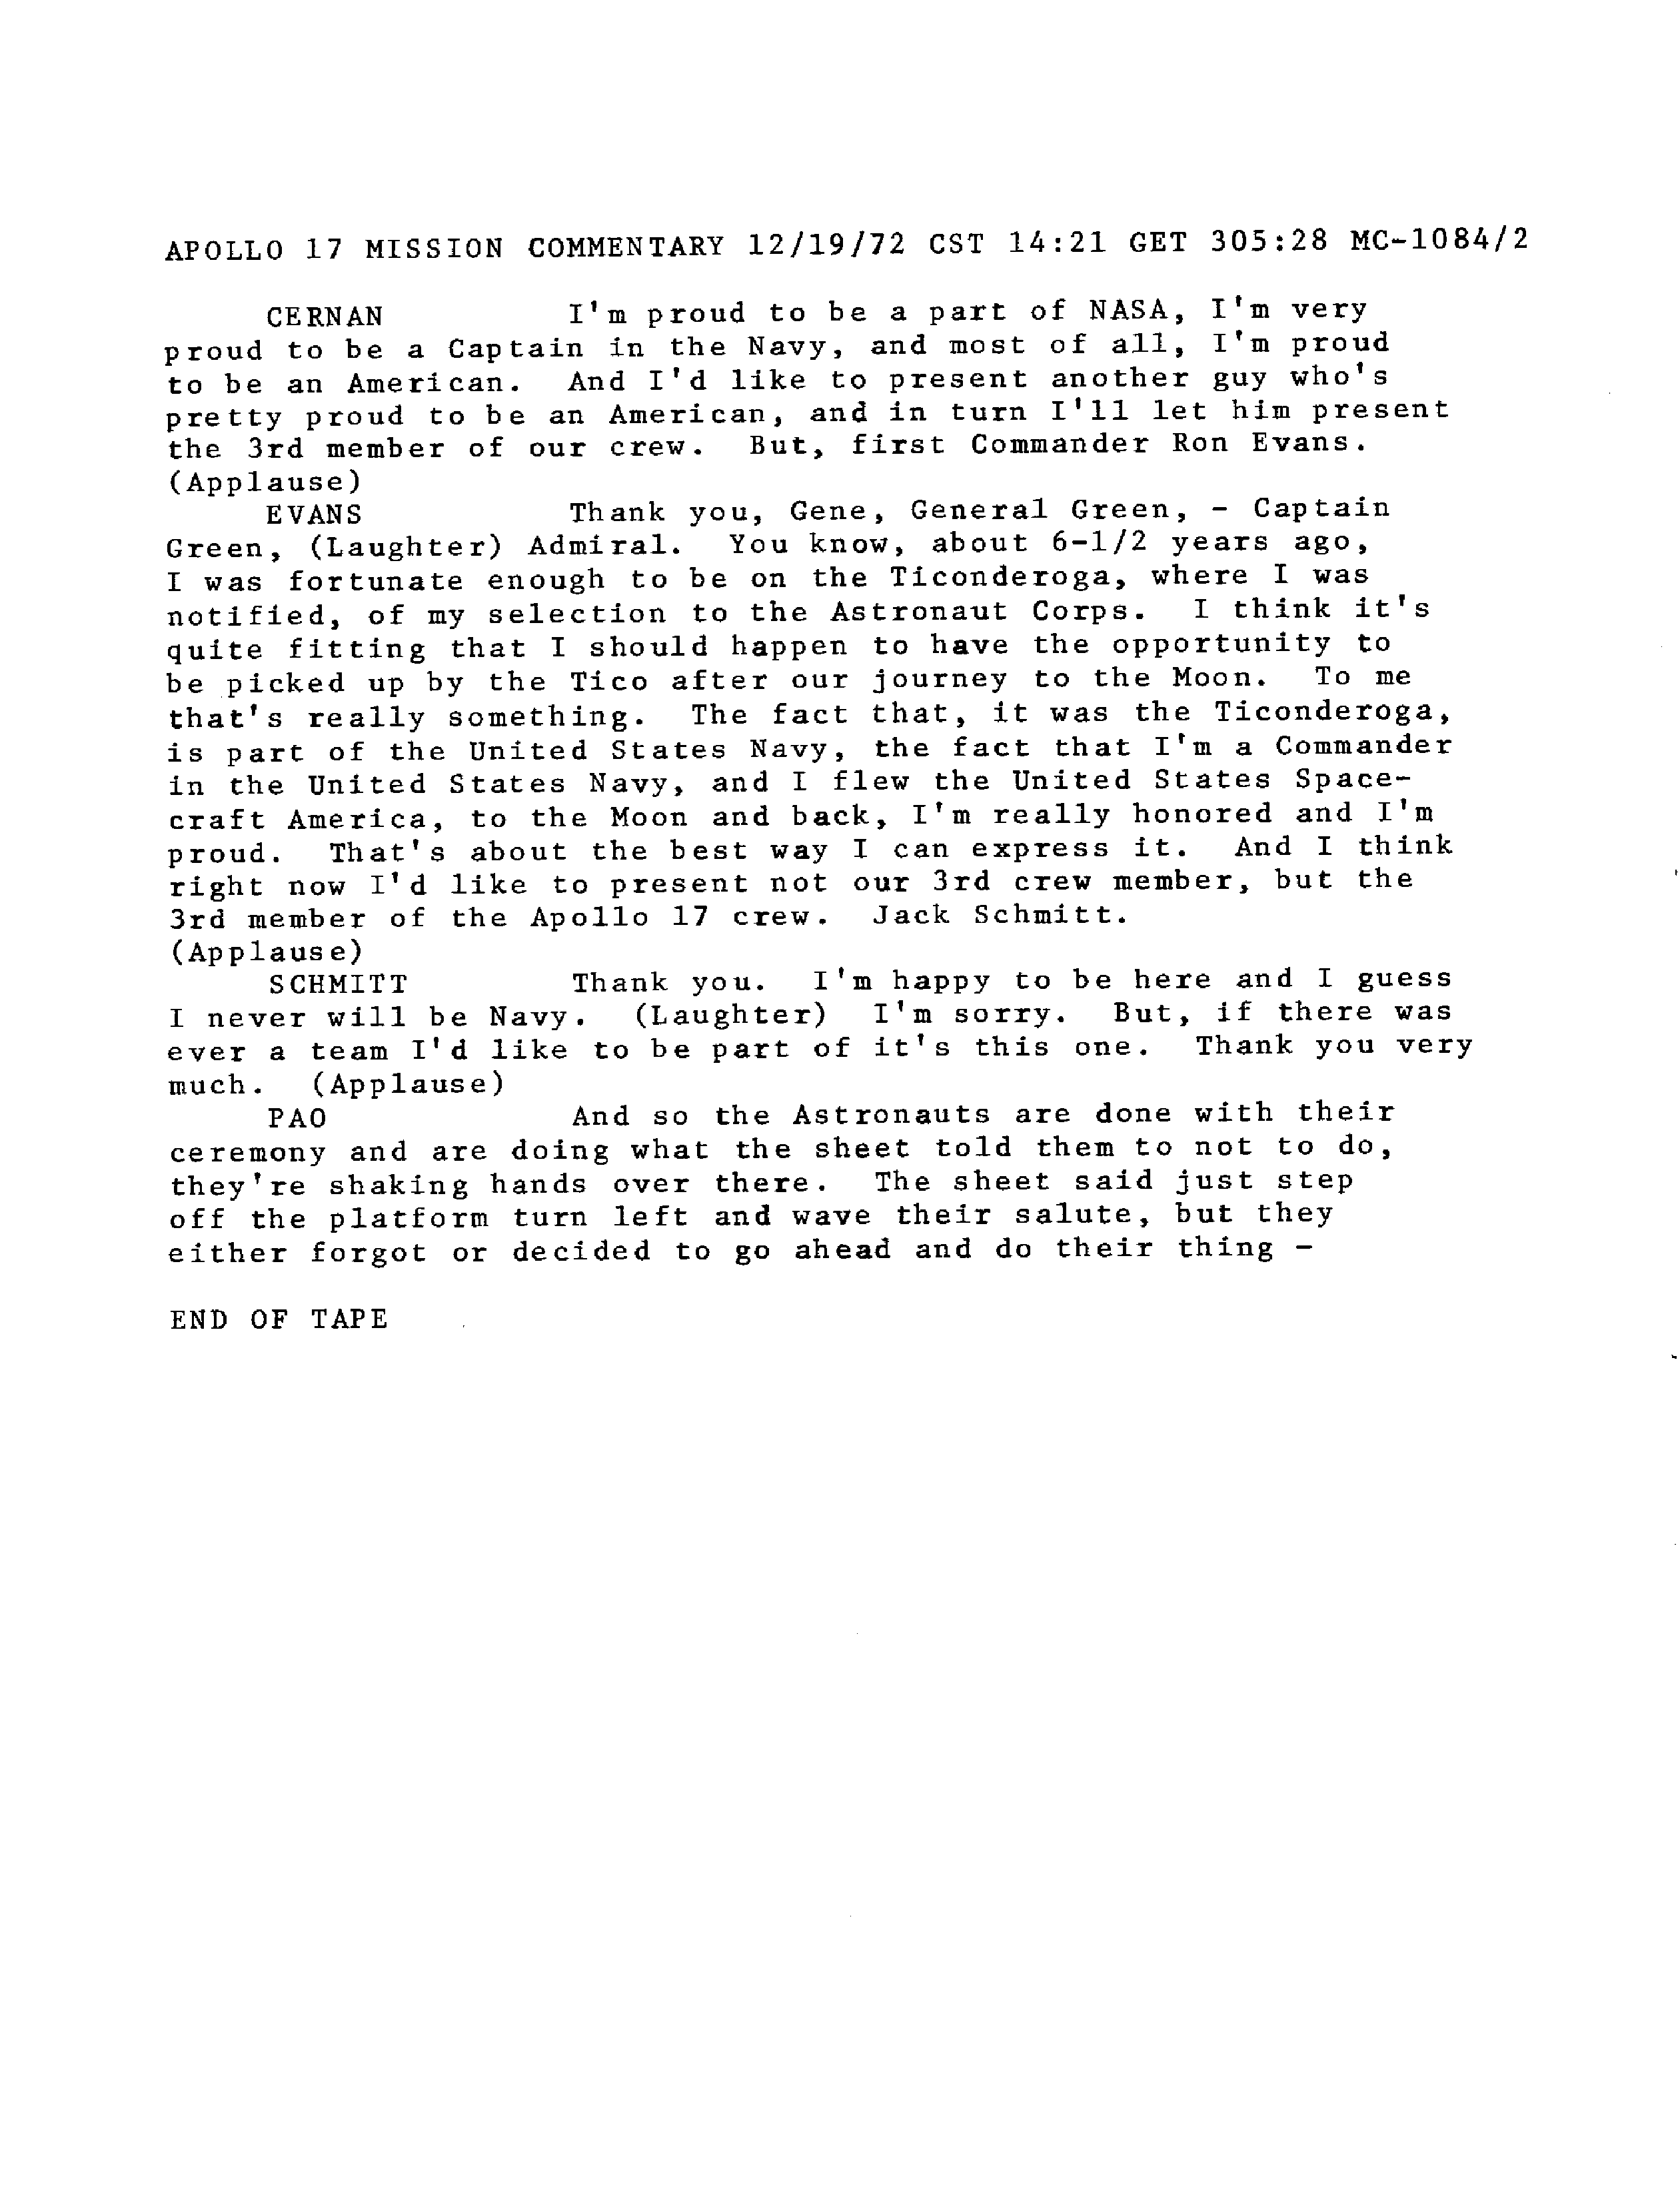 APOLLO 17 MISSION COMMENTARY 12/19/72 CST 14:21 GET 305:28 MC-1084/2
CERNAN I'm proud to be a part of NASA, I'm very
proud to be a Captain in the Navy, and most of all, I'm proud
to be an American. And I'd like to present another guy who's
pretty proud to be an American, and in turn I'll let him present
the 3rd member of our crew. But, first Commander Ron Evans.
(Applause)
EVANS Thank you, Gene, General Green, - Captain
Green, (Laughter) Admiral. You know, about 6-1/2 years ago,
I was fortunate enough to be on the Ticonderoga, where I was
notified, of my selection to the Astronaut Corps. I think it's
quite fitting that I should happen to have the opportunity to
be picked up by the Tico after our journey to the Moon. To me
that's really something. The fact that, it was the Ticonderoga,
is part of the United States Navy, the fact that I'm a Commander
in the United States Navy, and I flew the United States Space-
craft America, to the Moon and back, I'm really honored and I'm
proud. That's about the best way I can express it. And I think
right now I'd like to present not our 3rd crew member, but the
3rd member of the Apollo 17 crew. Jack Schmitt.
(Applause)
SCHMITT Thank you. I'm happy to be here and I guess
I never will be Navy. (Laughter) I'm sorry. But, if there was
ever a team I'd like to be part of it's this one. Thank you very
much. (Applause)
PAO And so the Astronauts are done with their
ceremony and are doing what the sheet told them to not to do,
they're shaking hands over there. The sheet said just step
off the platform turn left and wave their salute, but they
either forgot or decided to go ahead and do their thing -
END OF TAPE